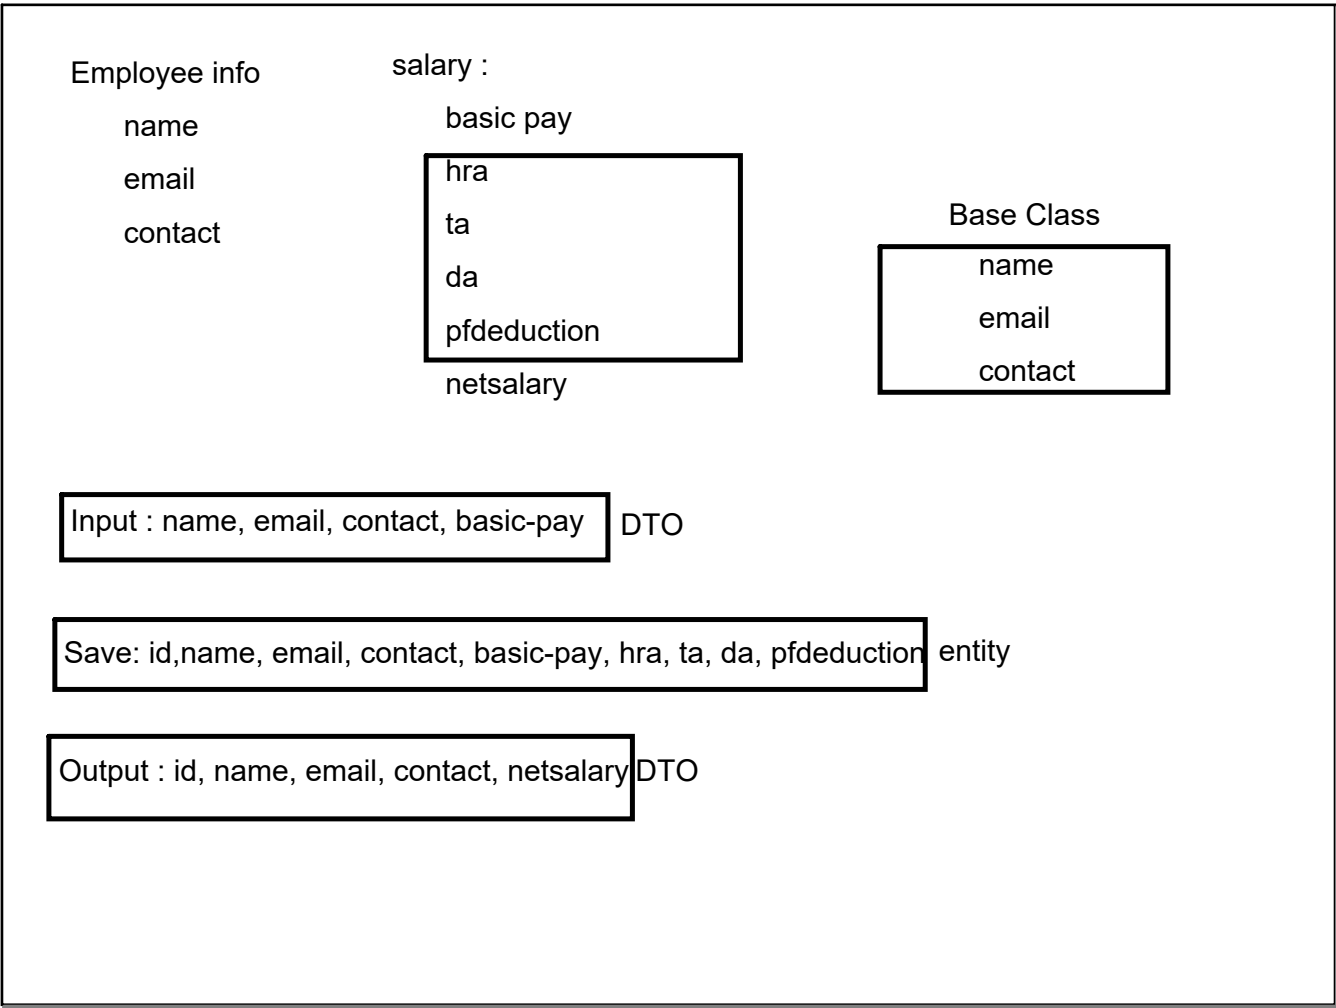 Employee info
name
email
contact
salary :
basic pay
hra
ta
da
pfdeduction
netsalary
Base Class
name
email
contact
Input : name, email, contact, basic-pay DTO
Save: id,name, email, contact, basic-pay, hra, ta, da, pfdeduction entity
Output : id, name, email, contact, netsalary DTO